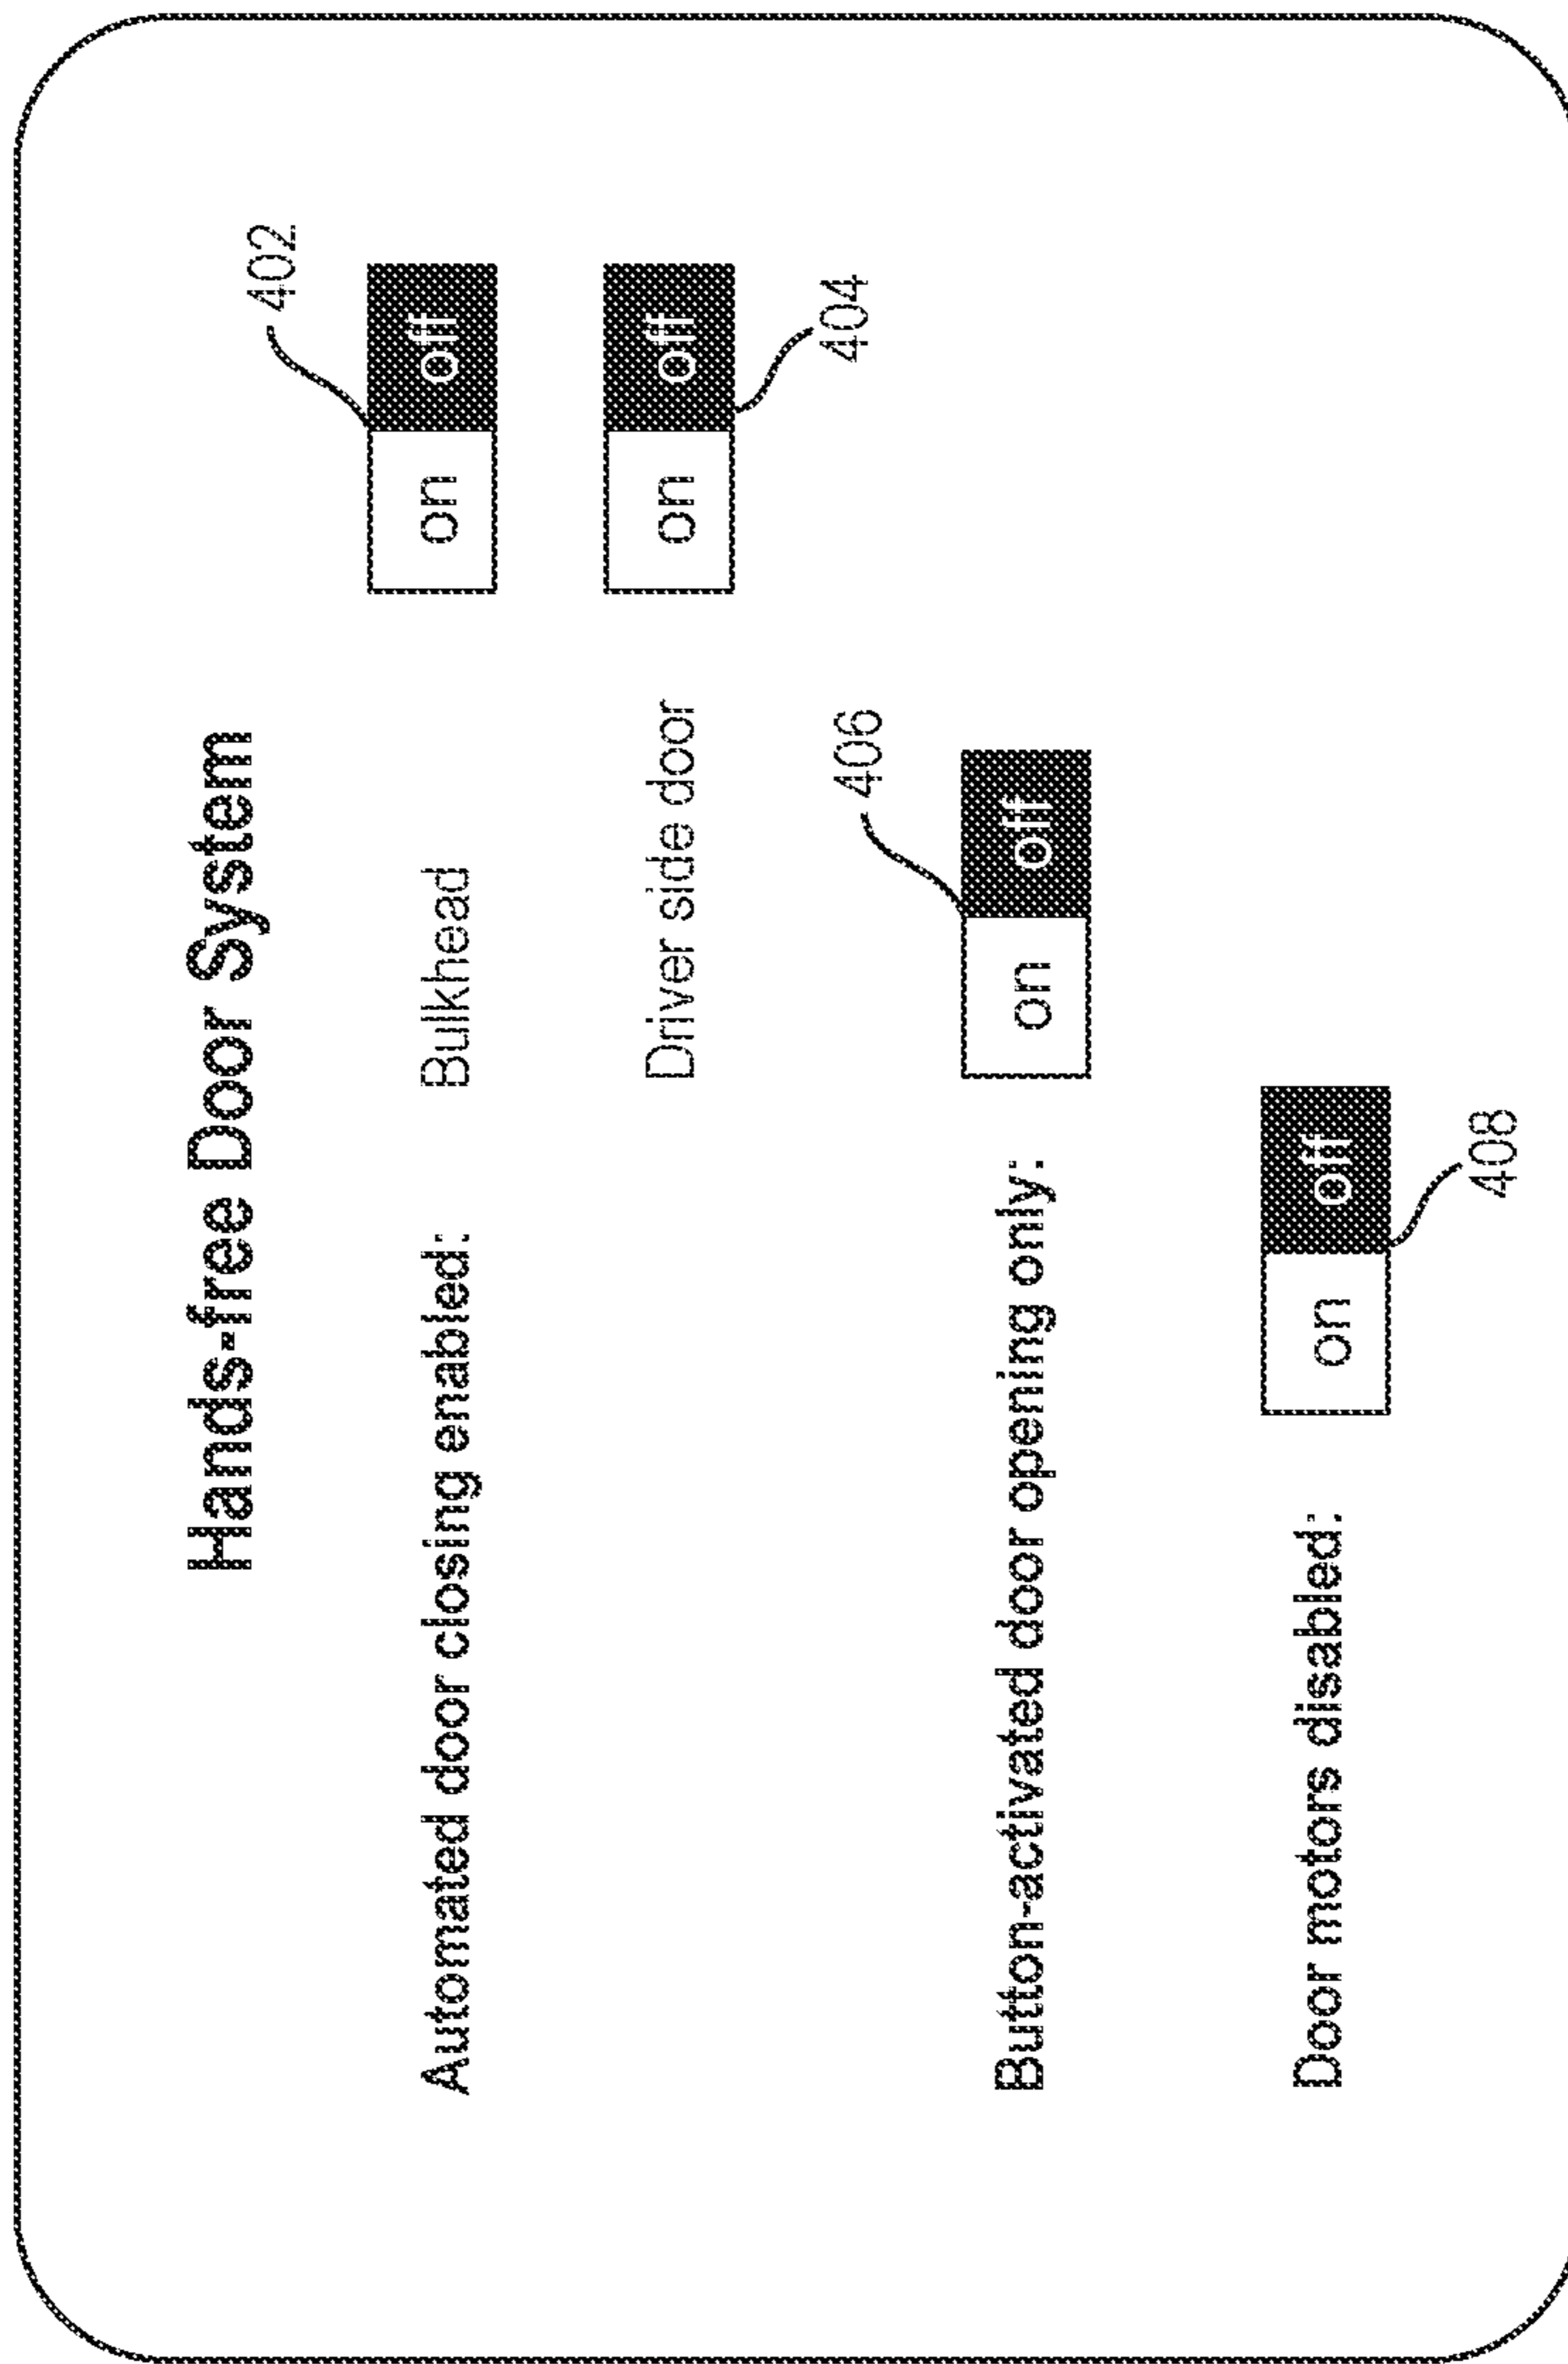 Hands-free Door System
402
Automated door closing enabled: Bulkhead on off
Driver side door on off
404
406
Button-activated door opening only: on off
Door motors disabled: on off
408